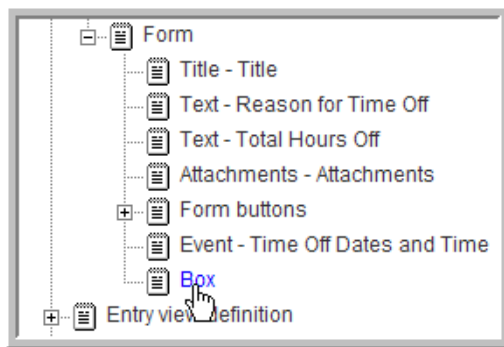 Form
Title - Title
Text - Reason for Time Off
Text - Total Hours Off
Attachments - Attachments
Form buttons
Event - Time Off Dates and Time
Box
Entry view definition